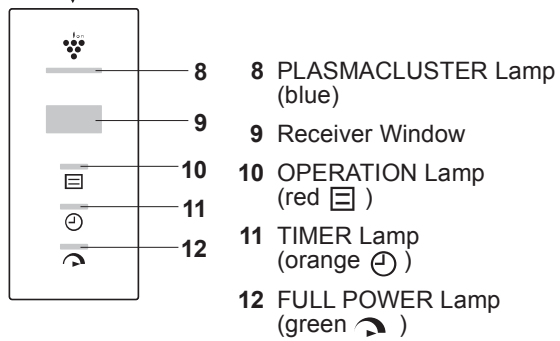 Ion
8
9
10
11
12
8 PLASMACLUSTER Lamp
(blue)
9 Receiver Window
10 OPERATION Lamp
(red )
11 TIMER Lamp
(orange )
12 FULL POWER Lamp
(green )